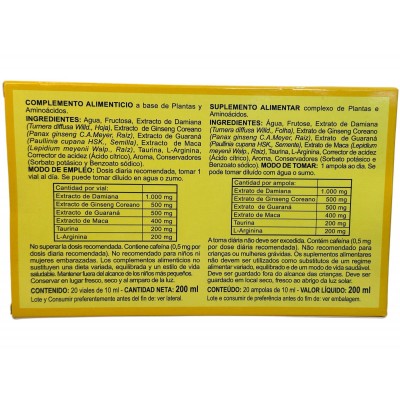 COMPLEMENTO ALIMENTICIO a base de Plantas y
Aminoácidos.
INGREDIENTES: Agua, Fructosa, Extracto de Damiana
(Turnera diffusa Willd., Hoja), Extracto de Ginseng Coreano
(Panax ginseng C.A.Meyer, Raíz), Extracto de Guaraná
(Paullinia cupana HSK., Semilla), Extracto de Maca
(Lepidium meyenii Walp., Raíz), Taurina, L-Arginina,
Corrector de acidez (Ácido cítrico), Aroma, Conservadores
(Sorbato potásico y Benzoato sódico).
MODO DE EMPLEO: Dosis diaria recomendada, tomar 1
vial al día. Se puede tomar diluido en agua o zumo.
Cantidad por vial:
Extracto de Damiana 1.000 mg
Extracto de Ginseng Coreano 500 mg
Extracto de Guaraná 500 mg
Extracto de Maca 400 mg
Taurina 200 mg
L-Arginina 200 mg
No superar la dosis recomendada. Contiene cafeína (0,5 mg por
dosis diaria recomendada). No recomendado para niños ni
mujeres embarazadas. Los complementos alimenticios no
sustituyen una dieta variada, equilibrada y un estilo de vida
saludable. Mantener fuera del alcance de los niños más pequeños.
Conservar en lugar fresco, seco y al amparo de la luz.
CONTENIDO: 20 viales de 10 ml - CANTIDAD NETA: 200 ml
Lote y Consumir preferentemente antes del fin de: ver lateral.
SUPLEMENTO ALIMENTAR complexo de Plantas e
Aminoácidos.
INGREDIENTES: Água, Frutose, Extrato de Damiana
(Turnera diffusa Willd., Folha), Extrato de Ginseng Coreano
(Panax ginseng C.A.Meyer, Raiz), Extrato de Guaraná
(Paullinia cupana HSK., Semente), Extrato de Maca (Lepidium
meyenii Walp., Raiz), Taurina, L-Arginina, Corrector de acidez
(Ácido cítrico), Aroma, Conservadores (Sorbato potásico e
Benzoato sódico). MODO DE TOMAR: 1 ampola ao dia. Se
pode tomar diluído com água ou sumo.
Cantidad por ampola:
Extrato de Damiana 1.000 mg
Extrato de Ginseng Coreano 500 mg
Extrato de Guaraná 500 mg
Extrato de Maca 400 mg
Taurina 200 mg
L-Arginina 200 mg
A toma diária não deve ser excedida. Contém cafeína (0,5 mg
por dose diária recomendada). Não recomendado para
crianças ou mulheres grávidas. Os suplementos alimentares
não devem ser utilizados como substitutos de um regime
alimentar variado, equilibrado e de um modo de vida saudável.
Deve ser guardado fora do alcance das crianças. Deve ser
guardado em local seco, fresco ao abrigo da luz solar.
CONTEÚDO: 20 ampolas de 10 ml - VALOR LÍQUIDO: 200 ml
Lote e consumir de preferência antes do fim de: ver embalagem.